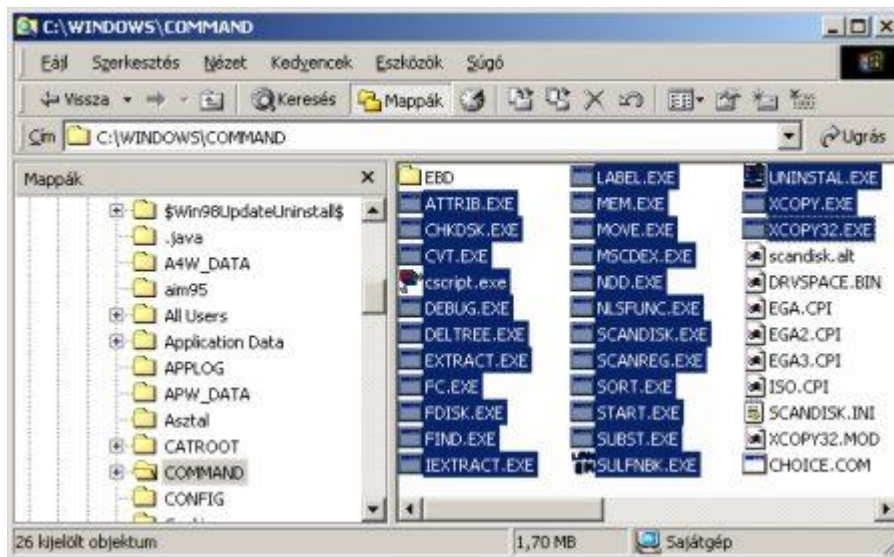 C:\WINDOWS\COMMAND
Fájl Szerkesztés Nézet Kedvencek Eszközök Súgó
Vissza Keresés Mappák
Cím C:\WINDOWS\COMMAND Ugrás
Mappák
$Win98UpdateUninstall$
.java
A4W_DATA
aim95
All Users
Application Data
APPLOG
APW_DATA
Asztal
CATROOT
COMMAND
CONFIG
EBD
ATTRIB.EXE
CHKDSK.EXE
CVT.EXE
cscript.exe
DEBUG.EXE
DELTREE.EXE
EXTRACT.EXE
FC.EXE
FDISK.EXE
FIND.EXE
IEXTRACT.EXE
LABEL.EXE
MEM.EXE
MOVE.EXE
MSCDEX.EXE
NDD.EXE
NLSFUNC.EXE
SCANDISK.EXE
SCANREG.EXE
SORT.EXE
START.EXE
SUBST.EXE
SULFNBK.EXE
UNINSTAL.EXE
XCOPY.EXE
XCOPY32.EXE
scandisk.alt
DRVSPACE.BIN
EGA.CPI
EGA2.CPI
EGA3.CPI
ISO.CPI
SCANDISK.INI
XCOPY32.MOD
CHOICE.COM
26 kijelölt objektum 1,70 MB Sajátgép